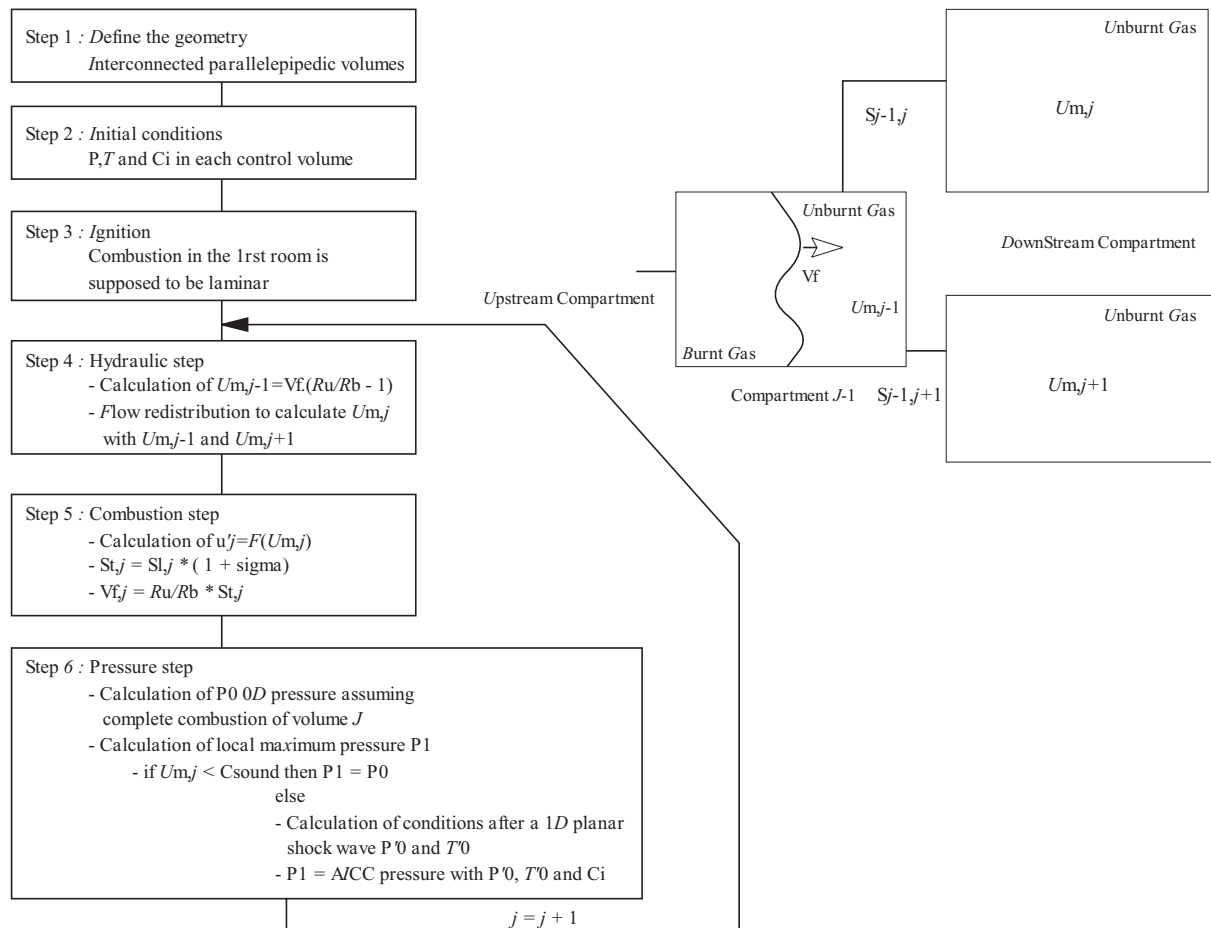 Step 1 : Define the geometry
Interconnected parallelepipedic volumes
Step 2 : Initial conditions
P,T and Ci in each control volume
Step 3 : Ignition
Combustion in the 1rst room is
supposed to be laminar
Step 4 : Hydraulic step
- Calculation of Um,j-1=Vf.(Ru/Rb - 1)
- Flow redistribution to calculate Um,j
with Um,j-1 and Um,j+1
Step 5 : Combustion step
- Calculation of u'j=F(Um,j)
- St,j = Sl,j * ( 1 + sigma)
- Vf,j = Ru/Rb * St,j
Step 6 : Pressure step
- Calculation of P0 0D pressure assuming
complete combustion of volume J
- Calculation of local maximum pressure P1
- if Um,j < Csound then P1 = P0
else
- Calculation of conditions after a 1D planar
shock wave P'0 and T'0
- P1 = AICC pressure with P'0, T'0 and Ci
j = j + 1
Unburnt Gas
Um,j
Sj-1,j
Unburnt Gas
Vf
Um,j-1
Burnt Gas
Upstream Compartment
DownStream Compartment
Compartment J-1
Sj-1,j+1
Unburnt Gas
Um,j+1